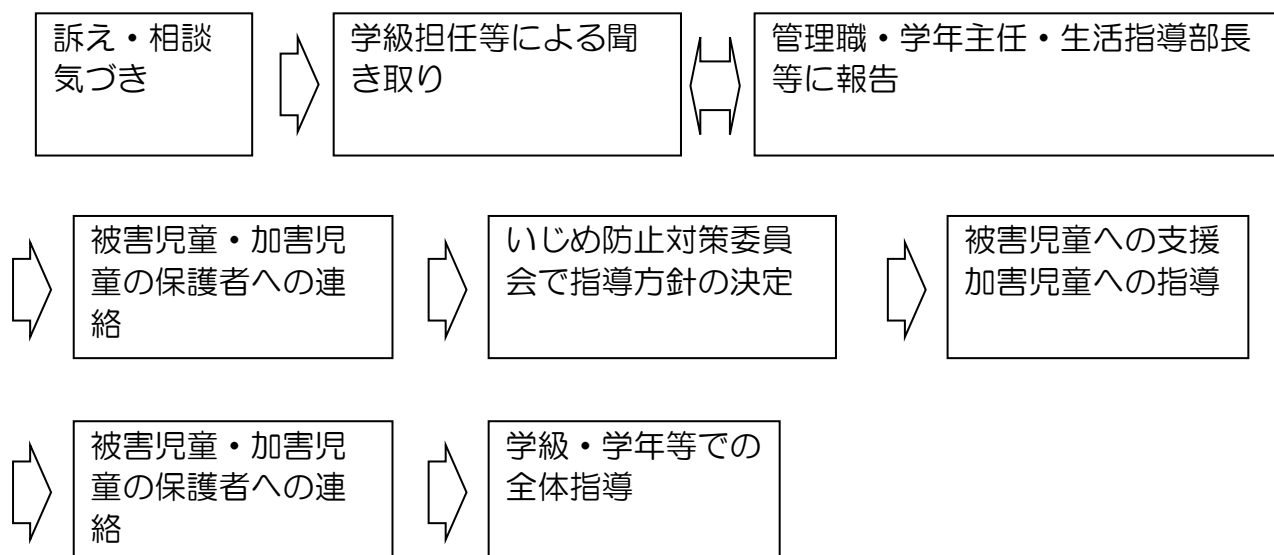 訴え・相談
気づき
学級担任等による聞
き取り
管理職・学年主任・生活指導部長
等に報告
被害児童・加害児
童の保護者への連
絡
いじめ防止対策委員
会で指導方針の決定
被害児童への支援
加害児童への指導
被害児童・加害児
童の保護者への連
絡
学級・学年等での
全体指導